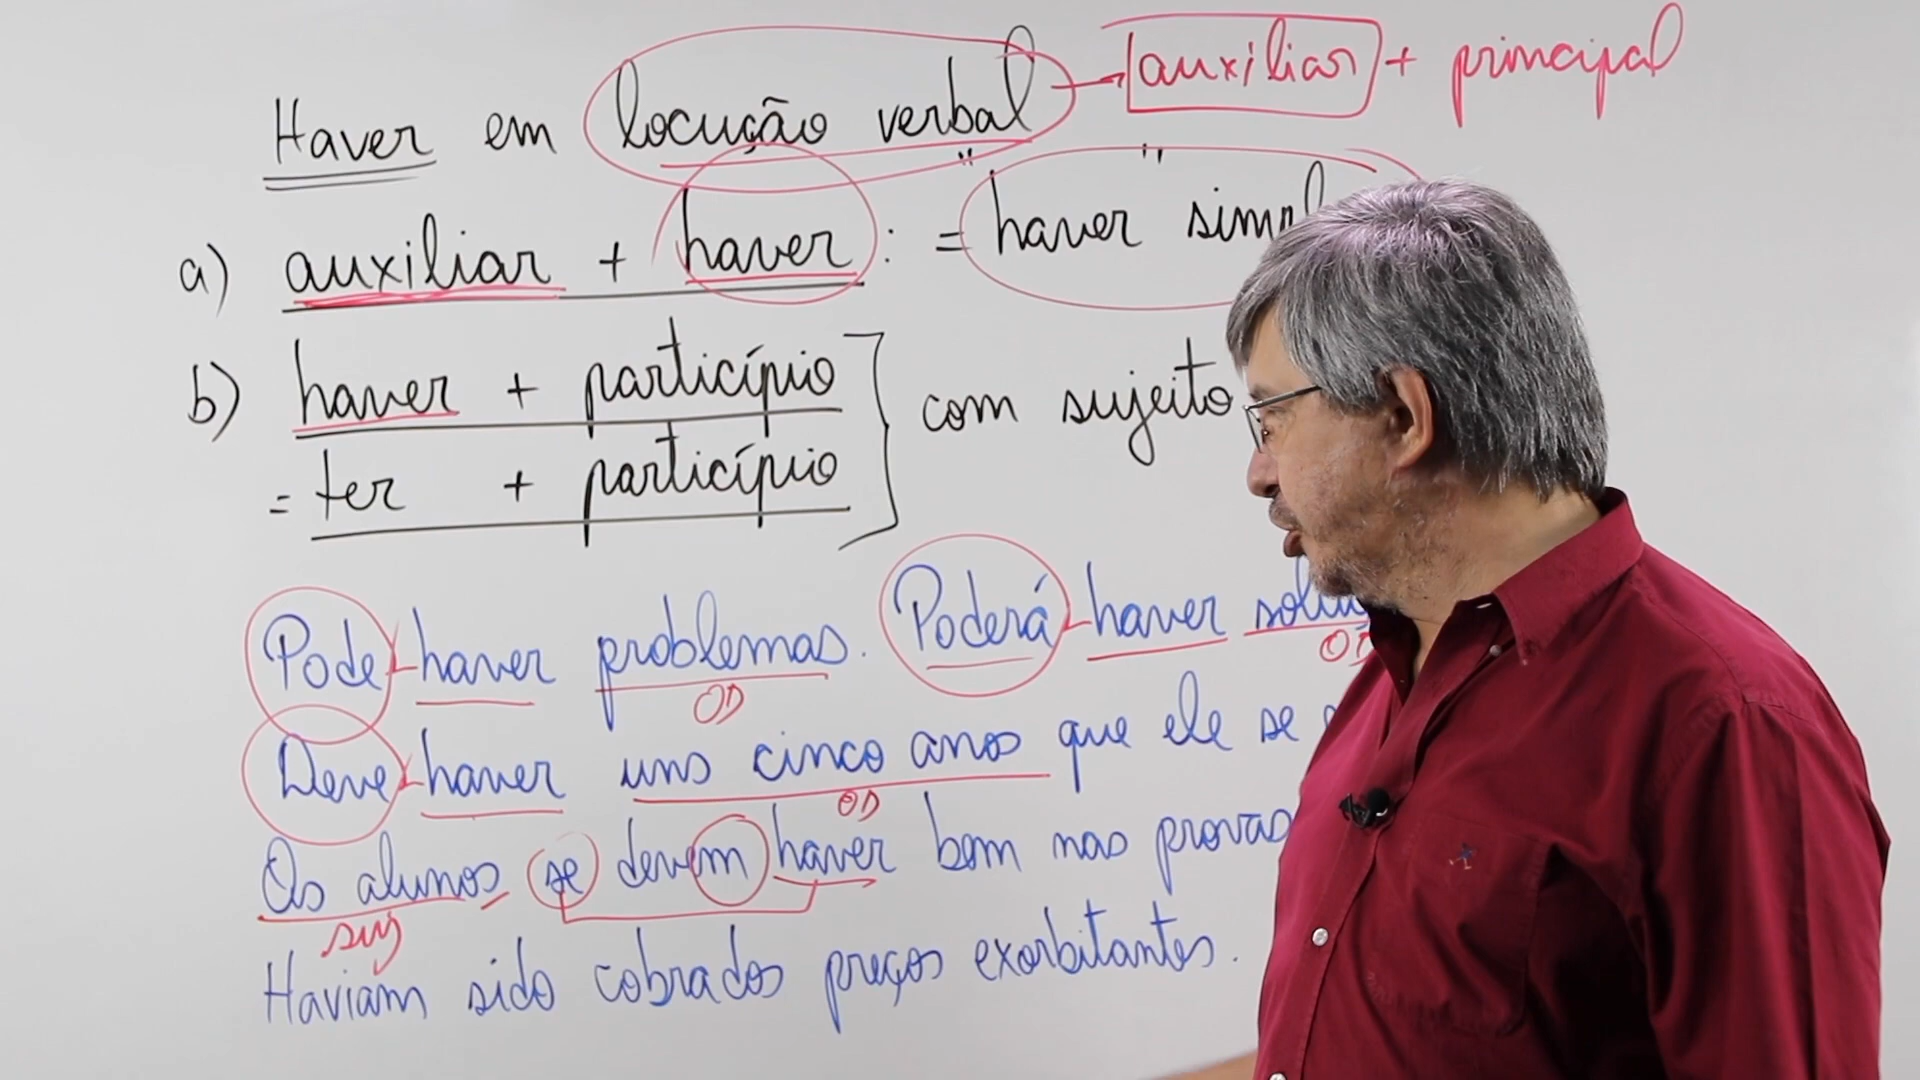 Haver em locução verbal → auxiliar + principal
a) auxiliar + haver : = "haver simpl
b) haver + particípio
com sujeito
= ter + particípio
Pode haver problemas. Poderá haver soluç
OD OD
Deve haver uns cinco anos que ele se
OD
Os alunos se devem haver bem nas provas
suj
Haviam sido cobrados preços exorbitantes.